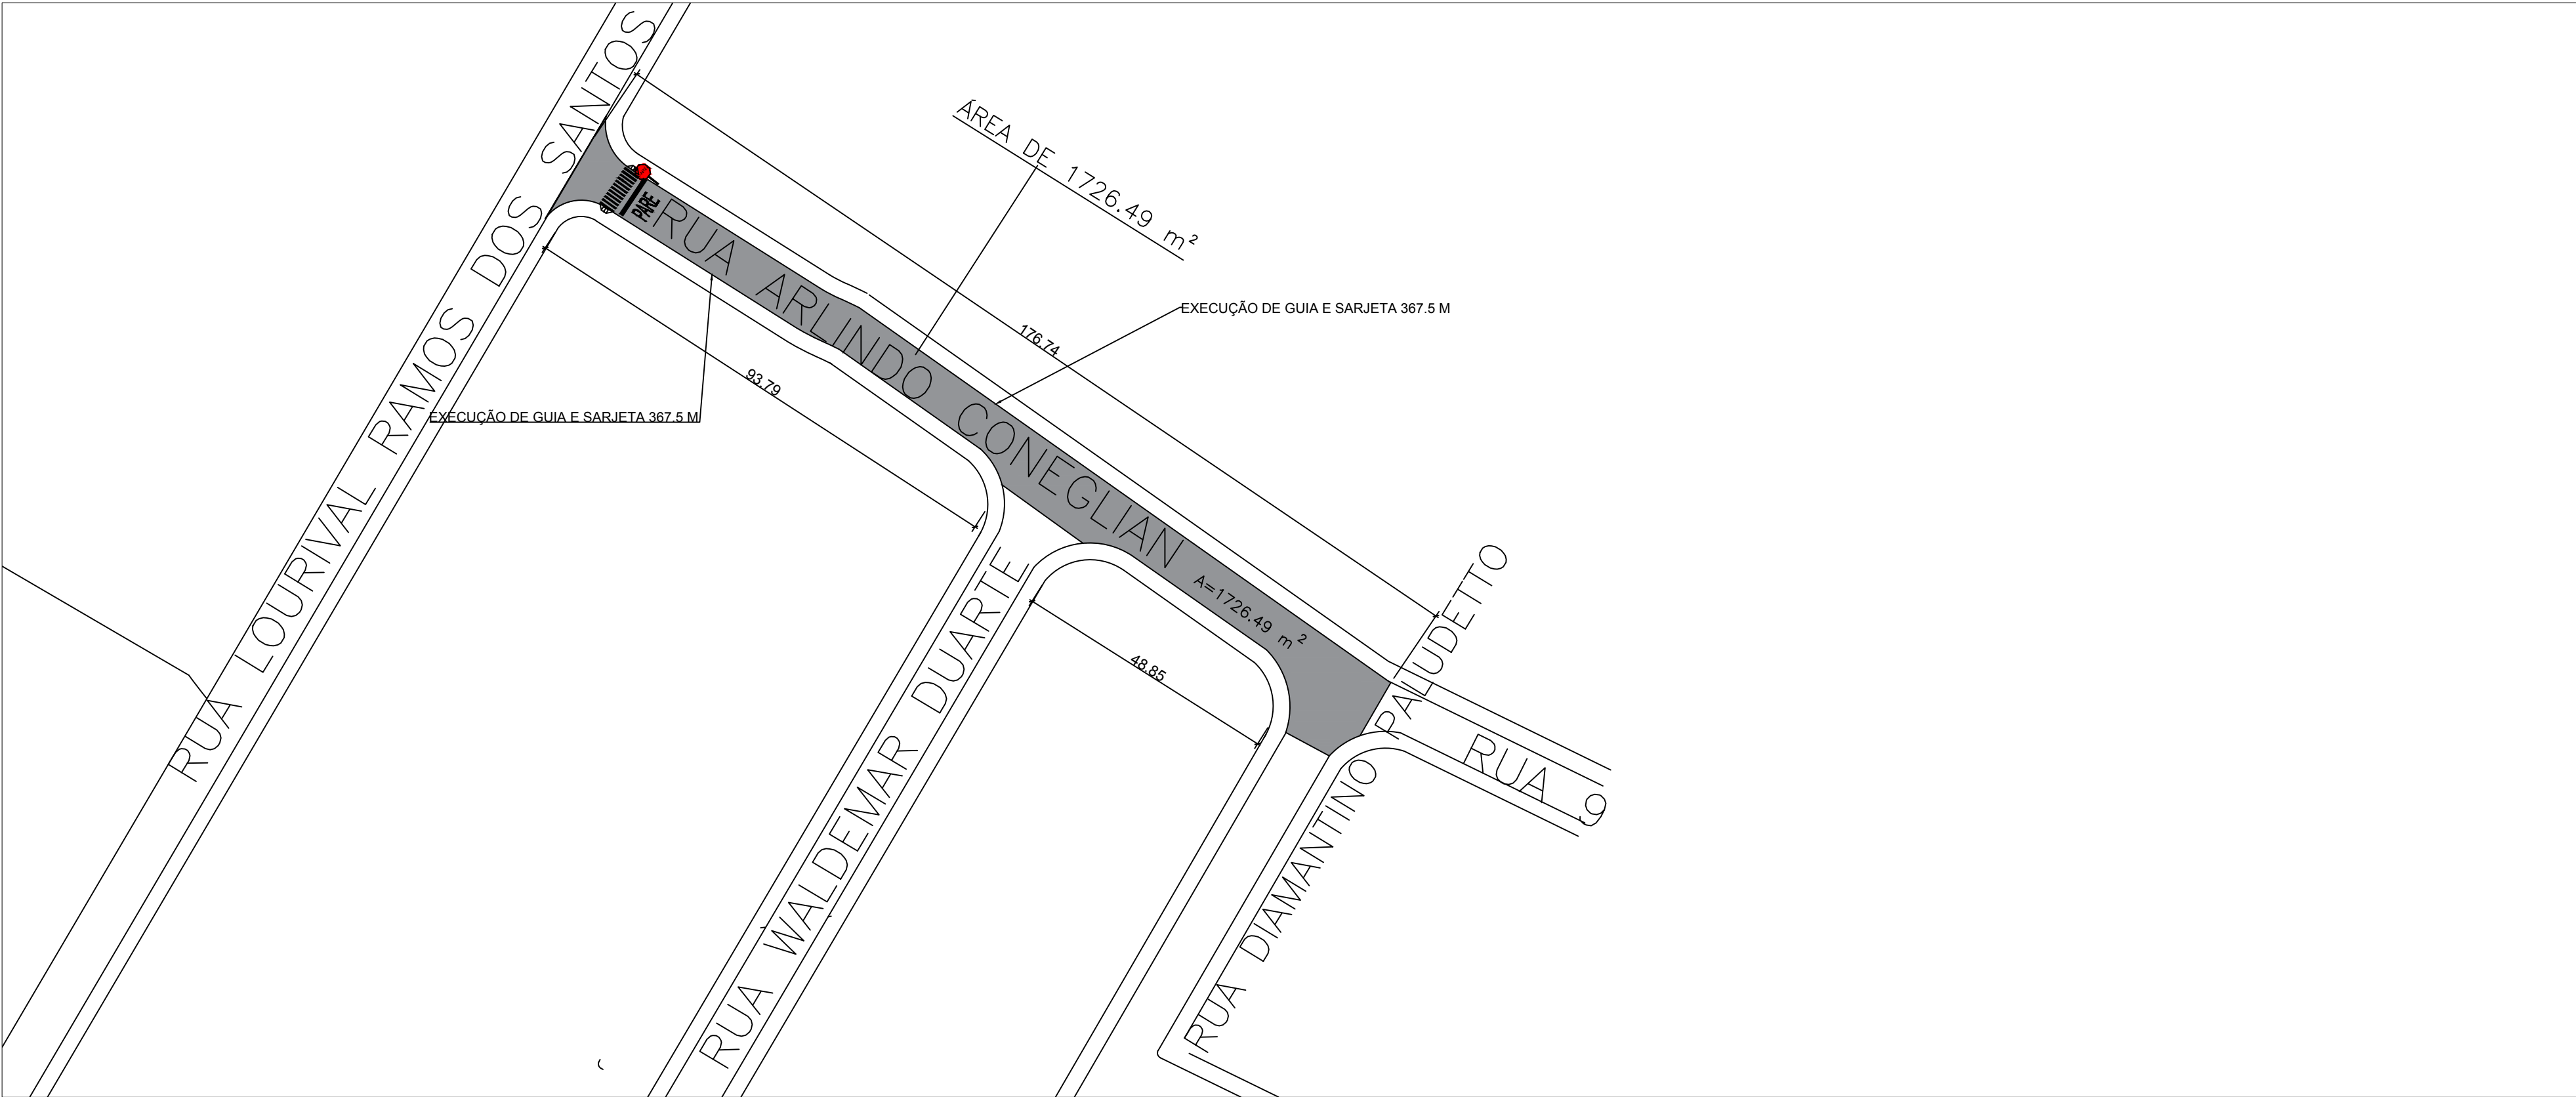 RUA LOURIVAL RAMOS DOS SANTOS
ÁREA DE 1726.49 m²
PARE
RUA ARLINDO CONEGLIAN
EXECUÇÃO DE GUIA E SARJETA 367.5 M
176.74
93.79
EXECUÇÃO DE GUIA E SARJETA 367.5 M
A=1726.49 m²
48.85
RUA WALDEMAR DUARTE
RUA DIAMANTINO PALUDETTO
RUA 9